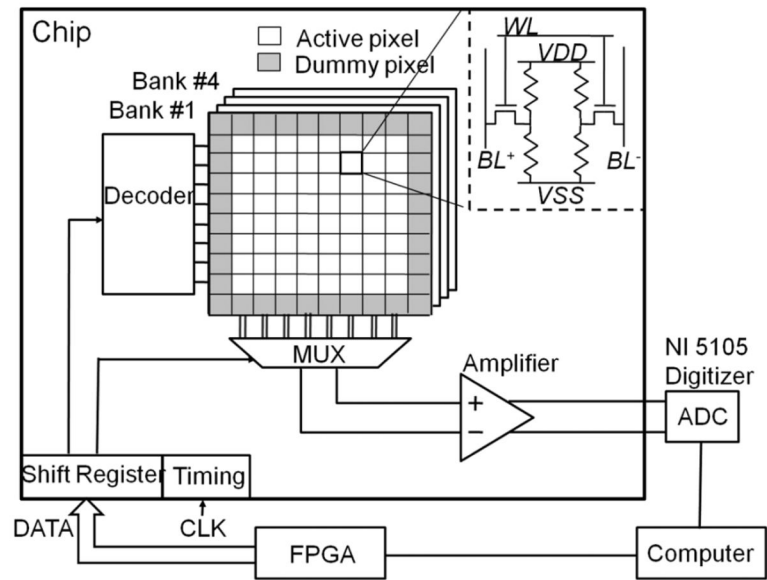 Chip
Active pixel
Dummy pixel
Bank #4
Bank #1
Decoder
WL
VDD
BL+
BL-
VSS
MUX
Amplifier
+
−
NI 5105
Digitizer
ADC
Shift Register
Timing
DATA
CLK
FPGA
Computer